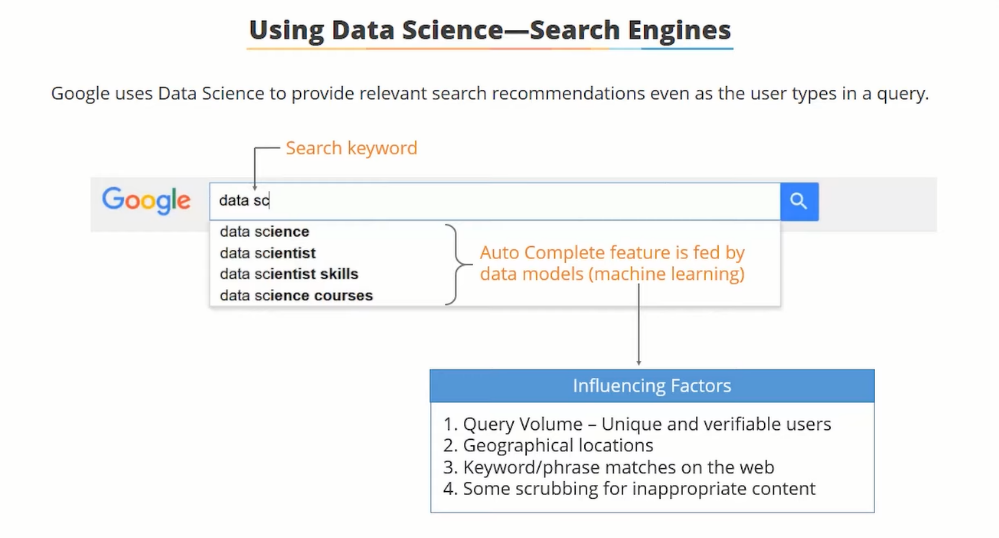 Using Data Science—Search Engines
Google uses Data Science to provide relevant search recommendations even as the user types in a query.
Search keyword
Google
data sc
data science
data scientist
data scientist skills
data science courses
Auto Complete feature is fed by
data models (machine learning)
Influencing Factors
1. Query Volume – Unique and verifiable users
2. Geographical locations
3. Keyword/phrase matches on the web
4. Some scrubbing for inappropriate content